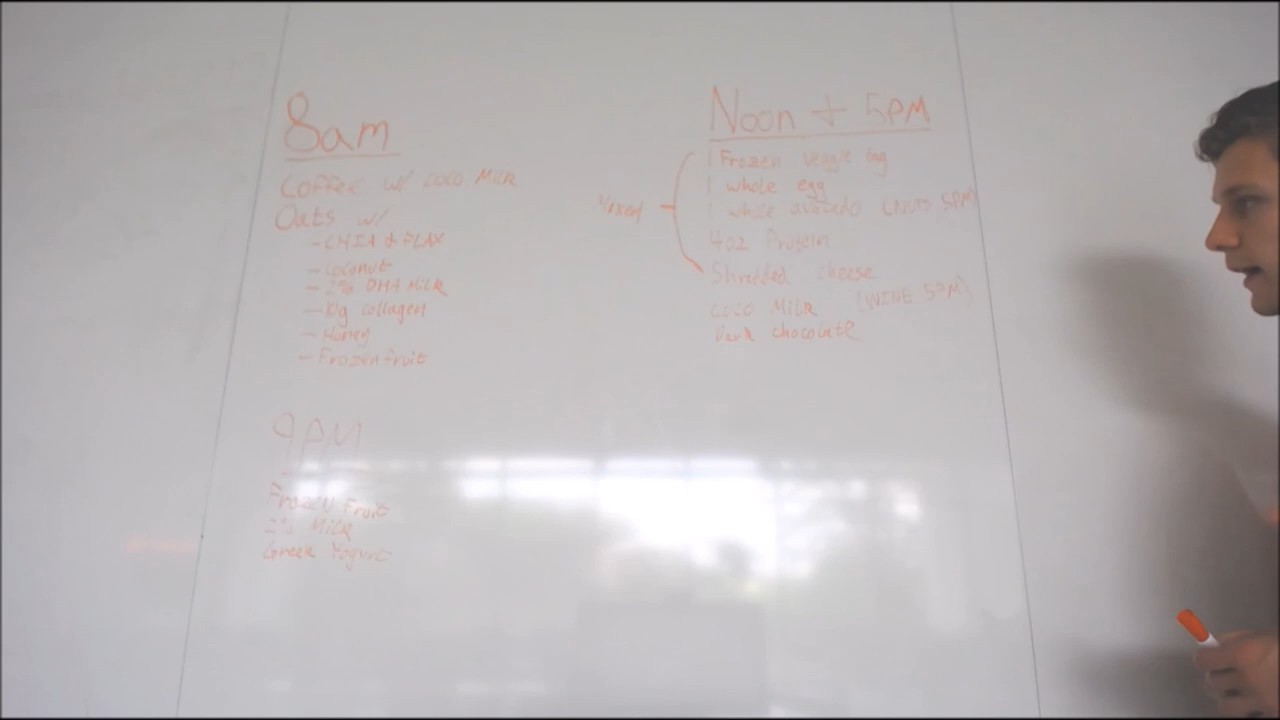 8am
Coffee w/ coco Milk
Oats w/
- CHIA & FLAX
- coconut
- 2% DHA MILK
- 10g collagen
- Honey
- Frozen fruit
9PM
Frozen Fruit
2% Milk
Greek Yogurt
Noon + 5PM
Mixed
1 Frozen veggie bag
1 whole egg
1 whole avocado (NUTS 5PM)
4oz Protein
Shredded cheese
COCO MILK (WINE 5PM)
Dark chocolate